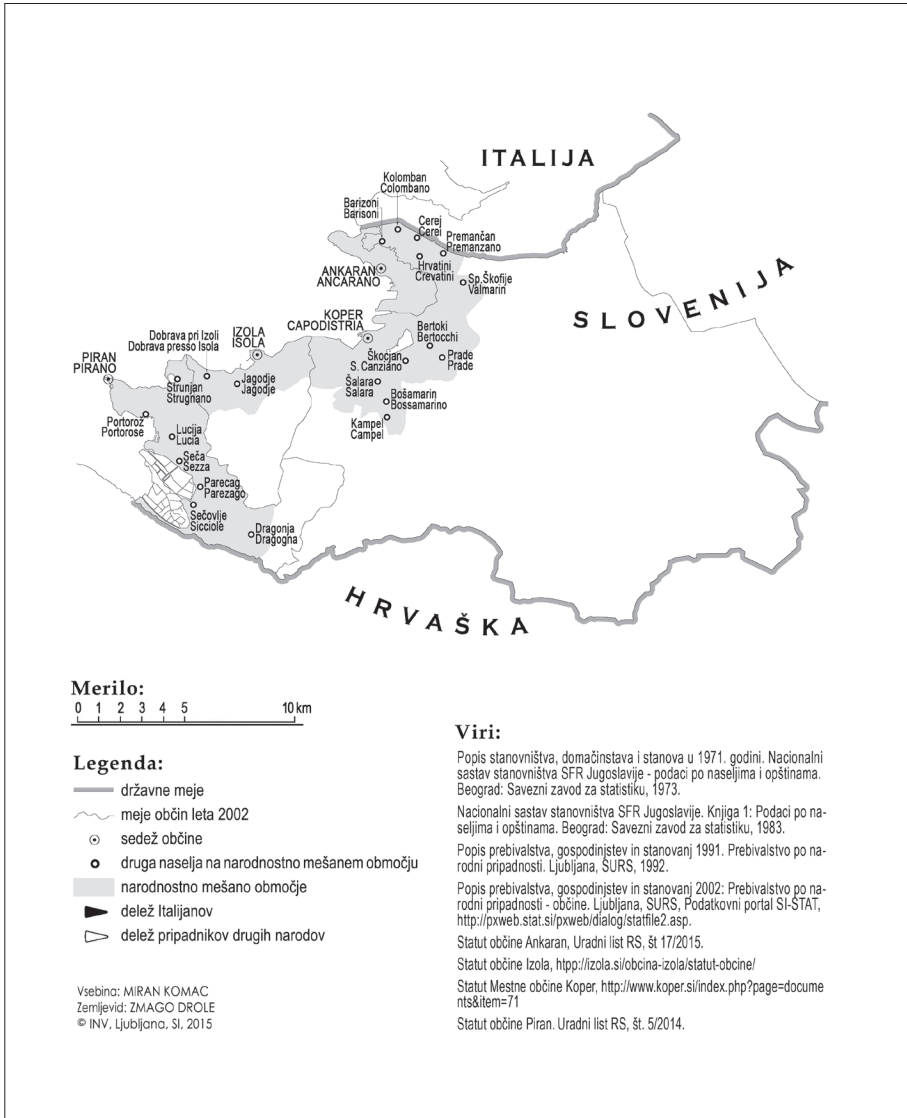 ITALIJA
Kolomban
Colombano
Barizoni
Barisoni
Cerej
Cerei
Premančan
Premanzano
ANKARAN
ANCARANO
Hrvatini
Crevatini
Sp.Škofije
Valmarin
SLOVENIJA
KOPER
CAPODISTRIA
Bertoki
Bertocchi
Dobrava pri Izoli
Dobrava presso Isola
IZOLA
ISOLA
PIRAN
PIRANO
Škocjan
S. Canziano
Prade
Prade
Strunjan
Strugnano
Jagodje
Jagodje
Šalara
Salara
Bošamarin
Bossamarino
Portorož
Portorose
Kampel
Campel
Lucija
Lucia
Seča
Sezza
Parecag
Parezago
Sečovlje
Sicciole
Dragonja
Dragogna
HRVAŠKA
Merilo:
0 1 2 3 4 5 10 km
Legenda:
državne meje
meje občin leta 2002
sedež občine
druga naselja na narodnostno mešanem območju
narodnostno mešano območje
delež Italijanov
delež pripadnikov drugih narodov
Vsebina: MIRAN KOMAC
Zemljevid: ZMAGO DROLE
© INV, Ljubljana, SI, 2015
Viri:
Popis stanovništva, domačinstava i stanova u 1971. godini. Nacionalni
sastav stanovništva SFR Jugoslavije - podaci po naseljima i opštinama.
Beograd: Savezni zavod za statistiku, 1973.
Nacionalni sastav stanovništva SFR Jugoslavije. Knjiga 1: Podaci po na-
seljima i opštinama. Beograd: Savezni zavod za statistiku, 1983.
Popis prebivalstva, gospodinjstev in stanovanj 1991. Prebivalstvo po na-
rodni pripadnosti. Ljubljana, SURS, 1992.
Popis prebivalstva, gospodinjstev in stanovanj 2002: Prebivalstvo po na-
rodni pripadnosti - občine. Ljubljana, SURS, Podatkovni portal SI-STAT,
http://pxweb.stat.si/pxweb/dialog/statfile2.asp.
Statut občine Ankaran, Uradni list RS, št 17/2015.
Statut občine Izola, htpp://izola.si/obcina-izola/statut-obcine/
Statut Mestne občine Koper, http://www.koper.si/index.php?page=docume
nts&item=71
Statut občine Piran. Uradni list RS, št. 5/2014.